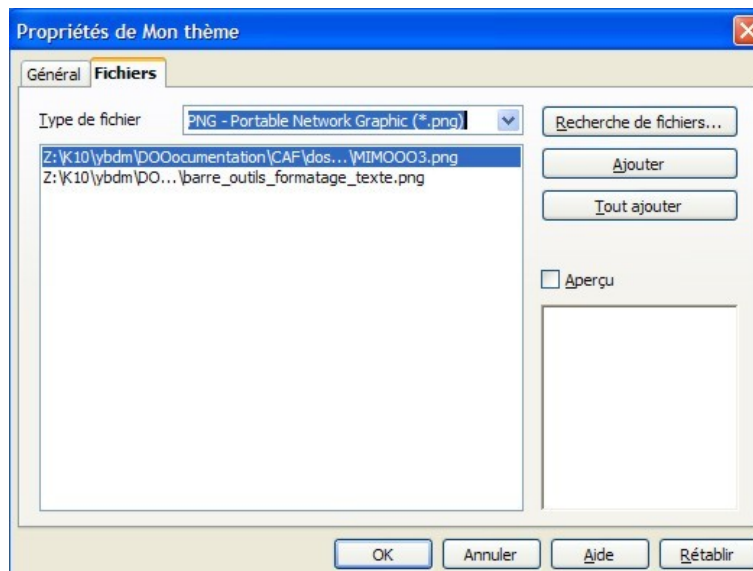 Propriétés de Mon thème
Général Fichiers
Type de fichier PNG - Portable Network Graphic (*.png) Recherche de fichiers...
Z:\K10\ybdm\DOOocumentation\CAF\dos...\MIMOOO3.png Ajouter
Z:\K10\ybdm\DO...\barre_outils_formatage_texte.png
Tout ajouter
Aperçu
OK Annuler Aide Rétablir